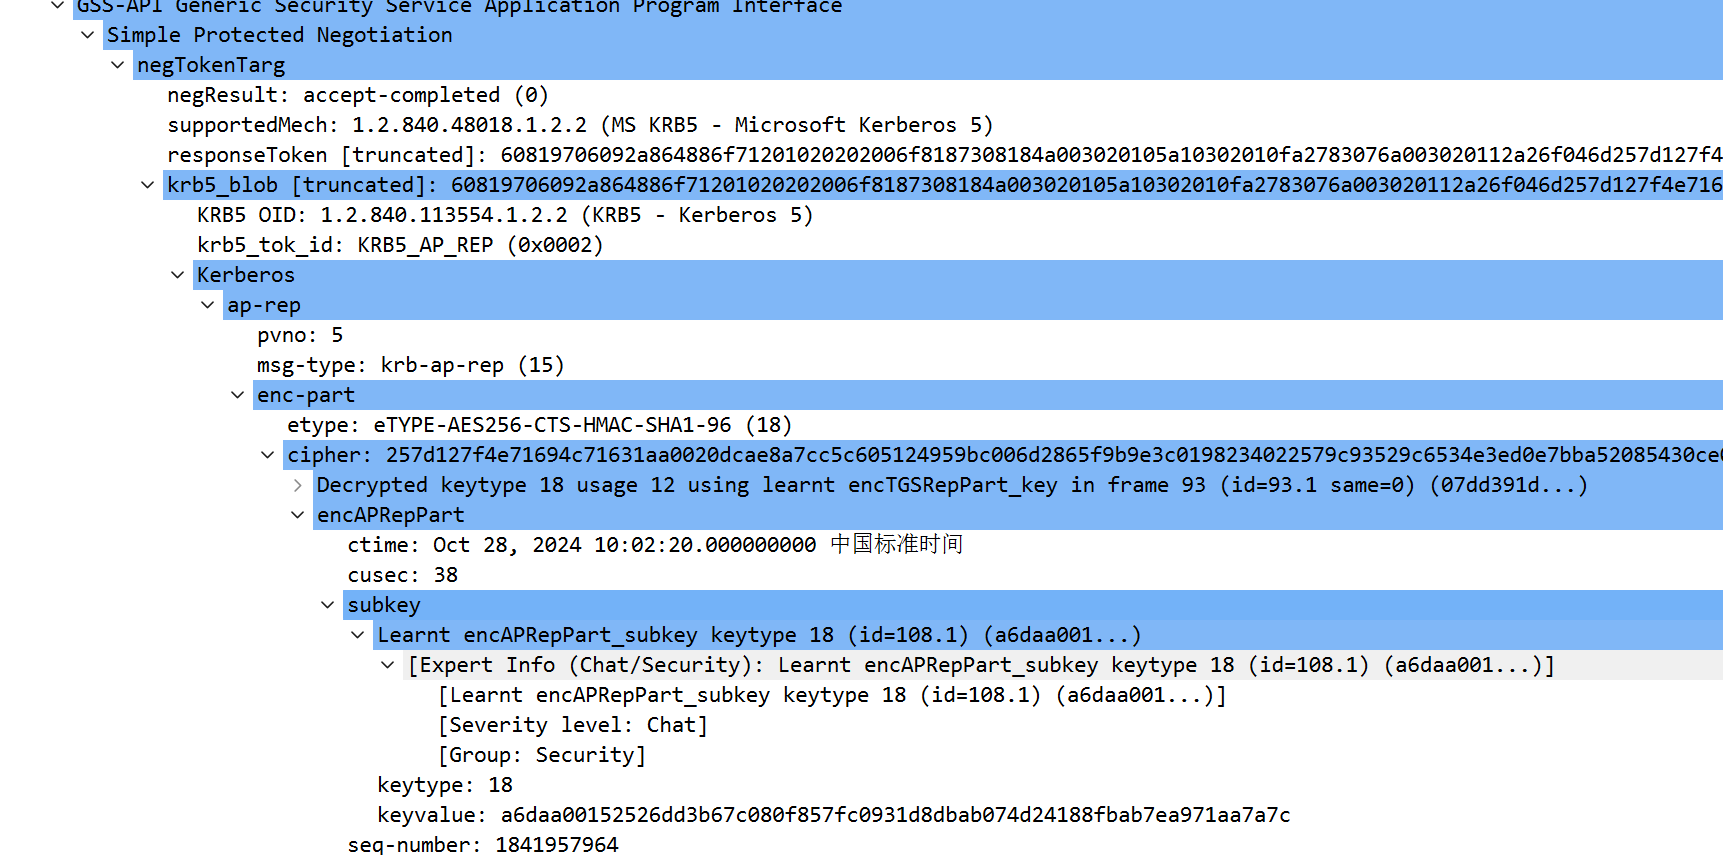 GSS-API Generic Security Service Application Program Interface
Simple Protected Negotiation
negTokenTarg
negResult: accept-completed (0)
supportedMech: 1.2.840.48018.1.2.2 (MS KRB5 - Microsoft Kerberos 5)
responseToken [truncated]: 60819706092a864886f71201020202006f8187308184a003020105a10302010fa2783076a003020112a26f046d257d127f4
krb5_blob [truncated]: 60819706092a864886f71201020202006f8187308184a003020105a10302010fa2783076a003020112a26f046d257d127f4e716
KRB5 OID: 1.2.840.113554.1.2.2 (KRB5 - Kerberos 5)
krb5_tok_id: KRB5_AP_REP (0x0002)
Kerberos
ap-rep
pvno: 5
msg-type: krb-ap-rep (15)
enc-part
etype: eTYPE-AES256-CTS-HMAC-SHA1-96 (18)
cipher: 257d127f4e71694c71631aa0020dcae8a7cc5c605124959bc006d2865f9b9e3c0198234022579c93529c6534e3ed0e7bba52085430ce0
Decrypted keytype 18 usage 12 using learnt encTGSRepPart_key in frame 93 (id=93.1 same=0) (07dd391d...)
encAPRepPart
ctime: Oct 28, 2024 10:02:20.000000000 中国标准时间
cusec: 38
subkey
Learnt encAPRepPart_subkey keytype 18 (id=108.1) (a6daa001...)
[Expert Info (Chat/Security): Learnt encAPRepPart_subkey keytype 18 (id=108.1) (a6daa001...)]
[Learnt encAPRepPart_subkey keytype 18 (id=108.1) (a6daa001...)]
[Severity level: Chat]
[Group: Security]
keytype: 18
keyvalue: a6daa00152526dd3b67c080f857fc0931d8dbab074d24188fbab7ea971aa7a7c
seq-number: 1841957964